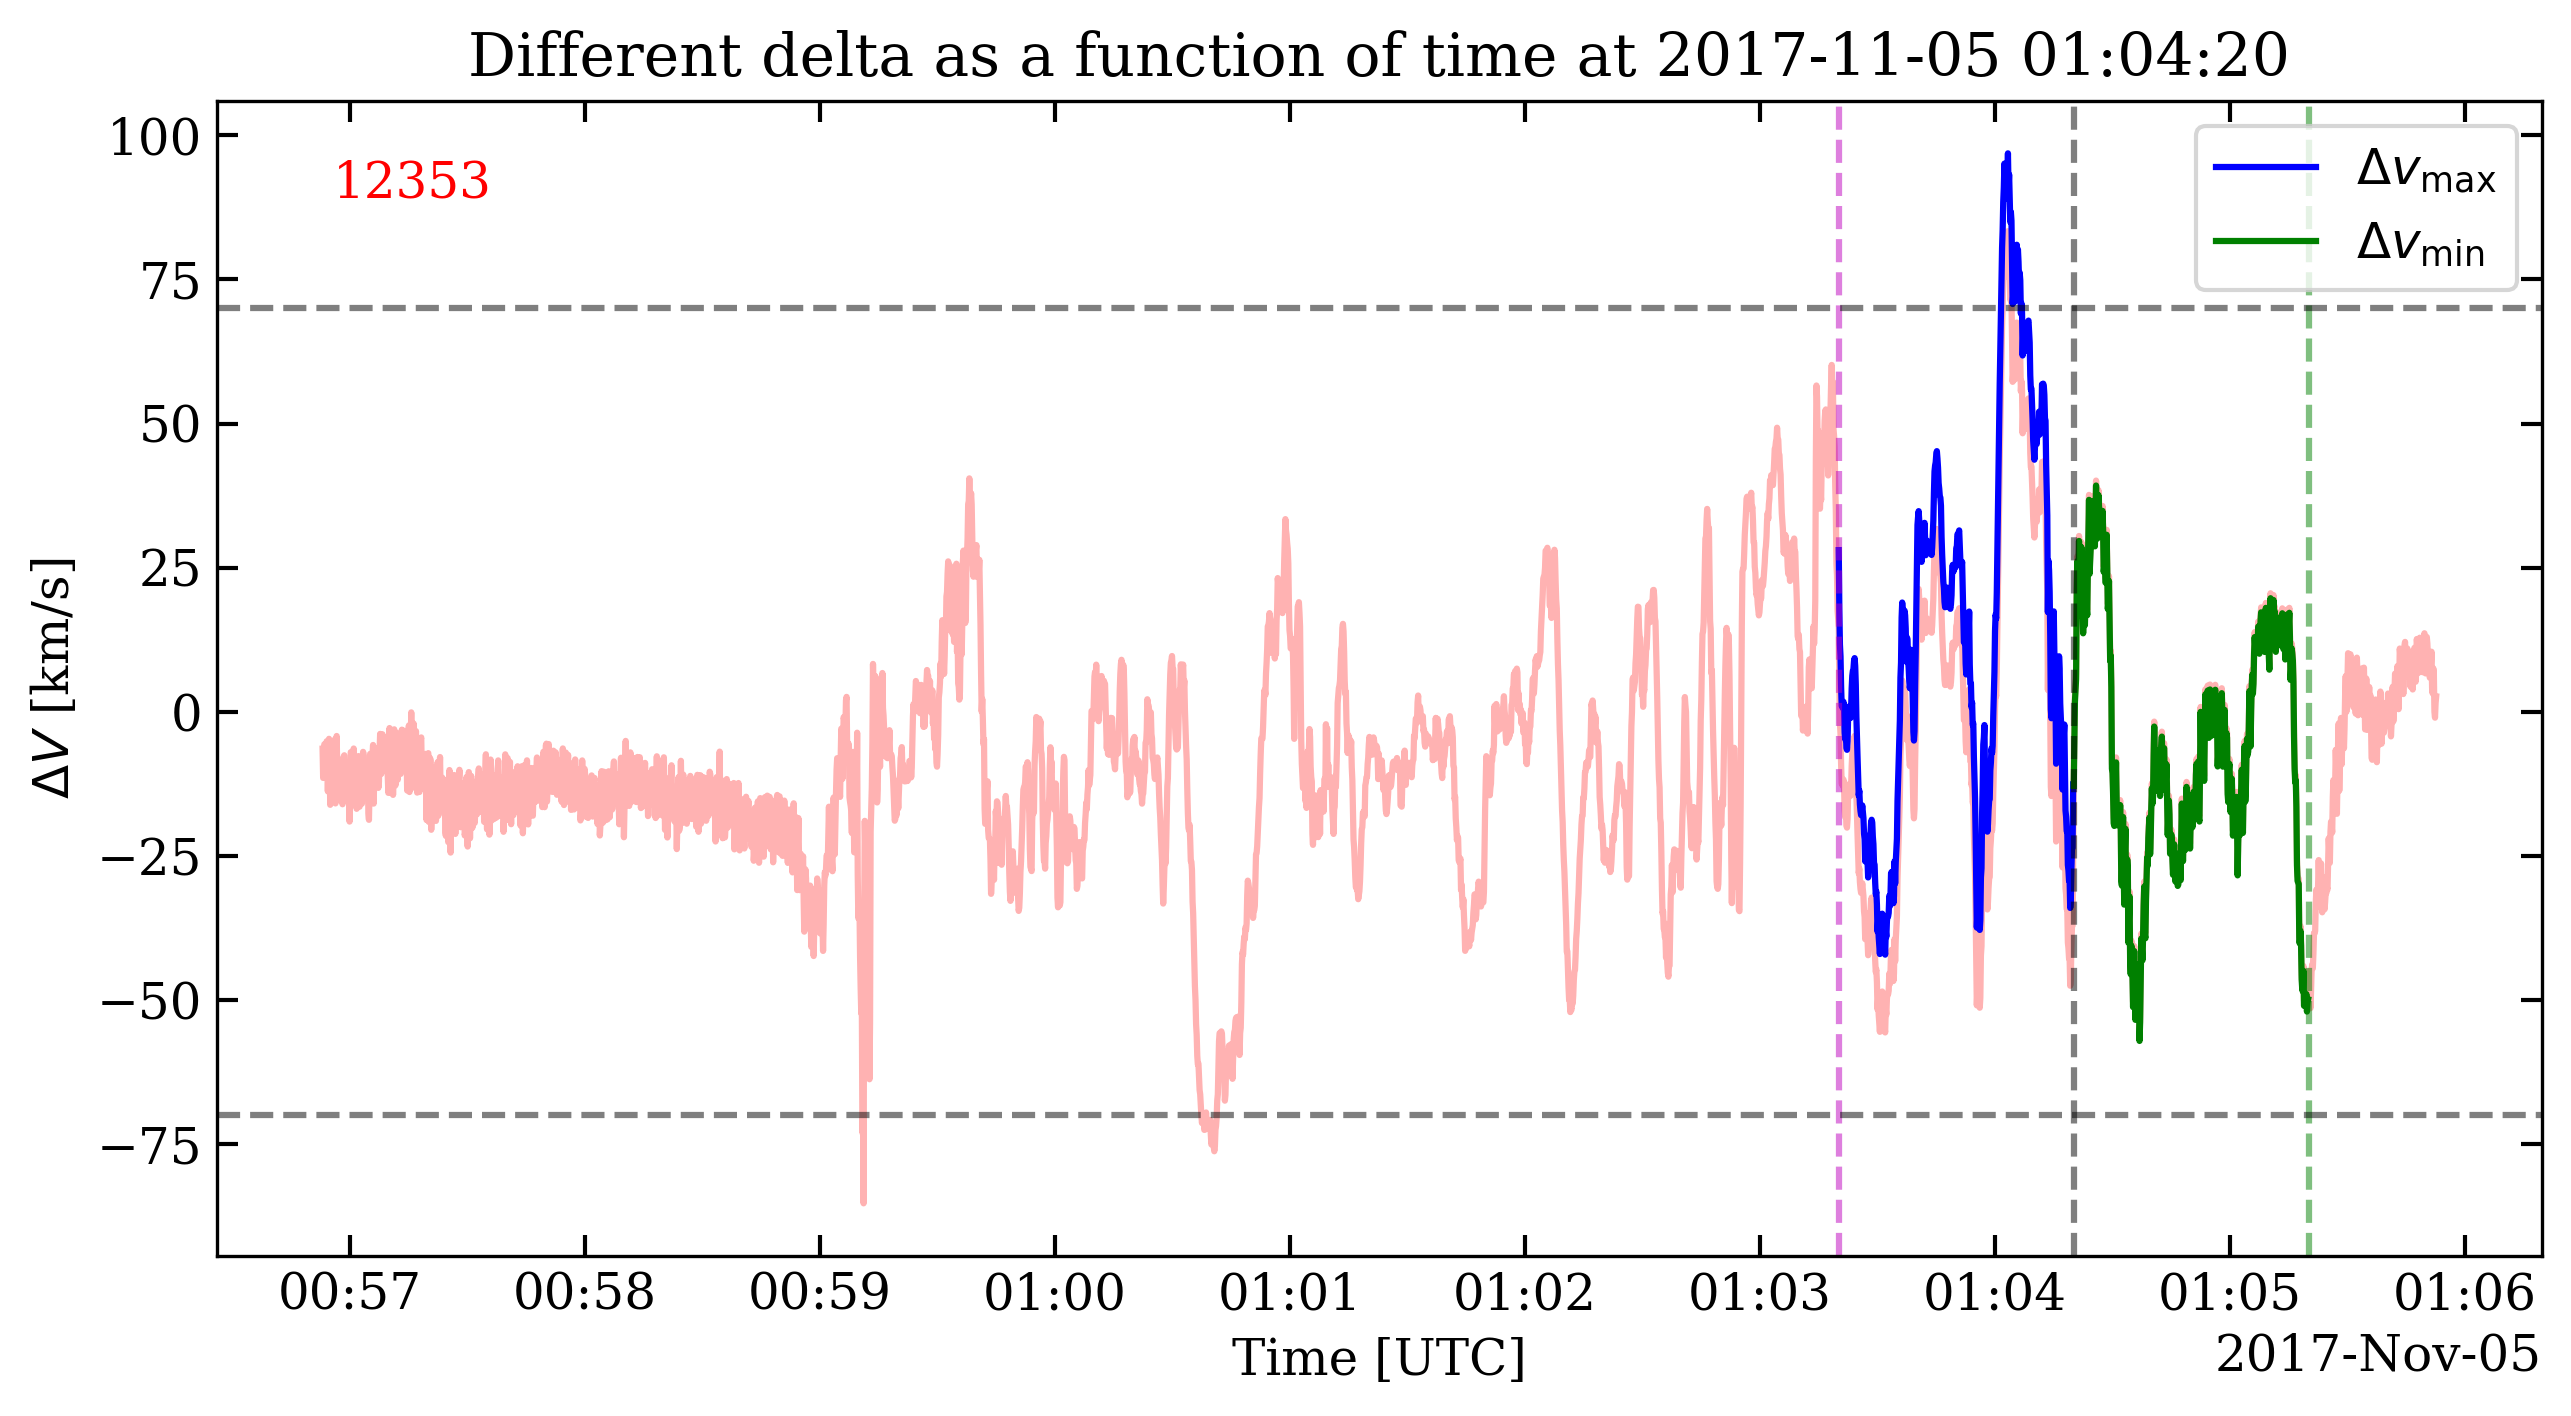 Different delta as a function of time at 2017-11-05 01:04:20
12353
Δv_max
Δv_min
100
75
50
25
0
−25
−50
−75
ΔV [km/s]
00:57 00:58 00:59 01:00 01:01 01:02 01:03 01:04 01:05 01:06
Time [UTC]
2017-Nov-05